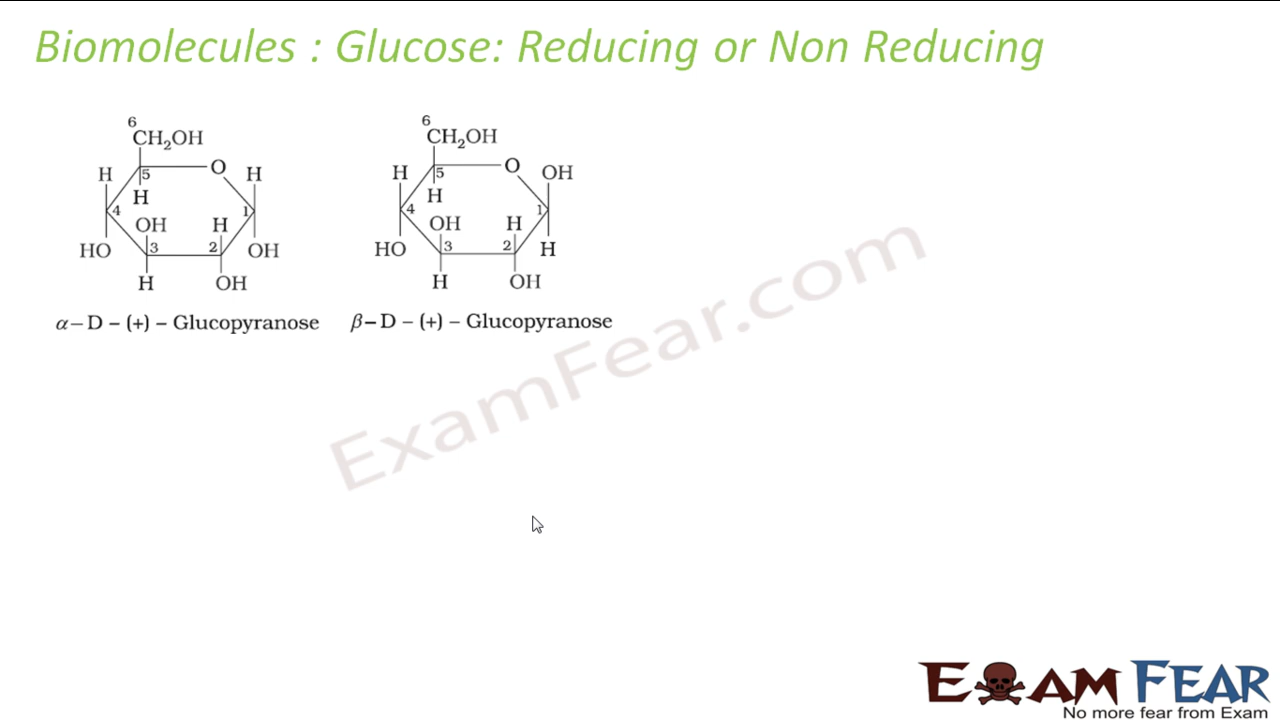 Biomolecules : Glucose: Reducing or Non Reducing
6
CH₂OH
H
5
O
H
H
4
OH
H
1
HO
3
2
OH
H
OH
α – D – (+) – Glucopyranose
6
CH₂OH
H
5
O
OH
H
4
OH
H
1
HO
3
2
H
H
OH
β – D – (+) – Glucopyranose
ExamFear.com
EXAM FEAR
No more fear from Exam